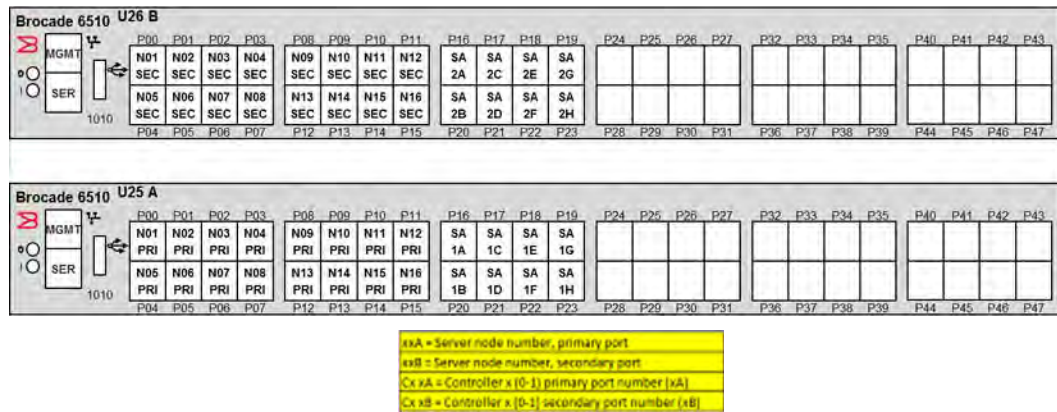 Brocade 6510 U26 B
MGMT
SER
1010
P00 P01 P02 P03 P08 P09 P10 P11 P16 P17 P18 P19 P24 P25 P26 P27 P32 P33 P34 P35 P40 P41 P42 P43
N01 N02 N03 N04 N09 N10 N11 N12 SA SA SA SA
SEC SEC SEC SEC SEC SEC SEC SEC 2A 2C 2E 2G
N05 N06 N07 N08 N13 N14 N15 N16 SA SA SA SA
SEC SEC SEC SEC SEC SEC SEC SEC 2B 2D 2F 2H
P04 P05 P06 P07 P12 P13 P14 P15 P20 P21 P22 P23 P28 P29 P30 P31 P36 P37 P38 P39 P44 P45 P46 P47
Brocade 6510 U25 A
MGMT
SER
1010
P00 P01 P02 P03 P08 P09 P10 P11 P16 P17 P18 P19 P24 P25 P26 P27 P32 P33 P34 P35 P40 P41 P42 P43
N01 N02 N03 N04 N09 N10 N11 N12 SA SA SA SA
PRI PRI PRI PRI PRI PRI PRI PRI 1A 1C 1E 1G
N05 N06 N07 N08 N13 N14 N15 N16 SA SA SA SA
PRI PRI PRI PRI PRI PRI PRI PRI 1B 1D 1F 1H
P04 P05 P06 P07 P12 P13 P14 P15 P20 P21 P22 P23 P28 P29 P30 P31 P36 P37 P38 P39 P44 P45 P46 P47
xxA = Server node number, primary port
xxB = Server node number, secondary port
Cx xA = Controller x (0-1) primary port number (xA)
Cx xB = Controller x (0-1) secondary port number (xB)